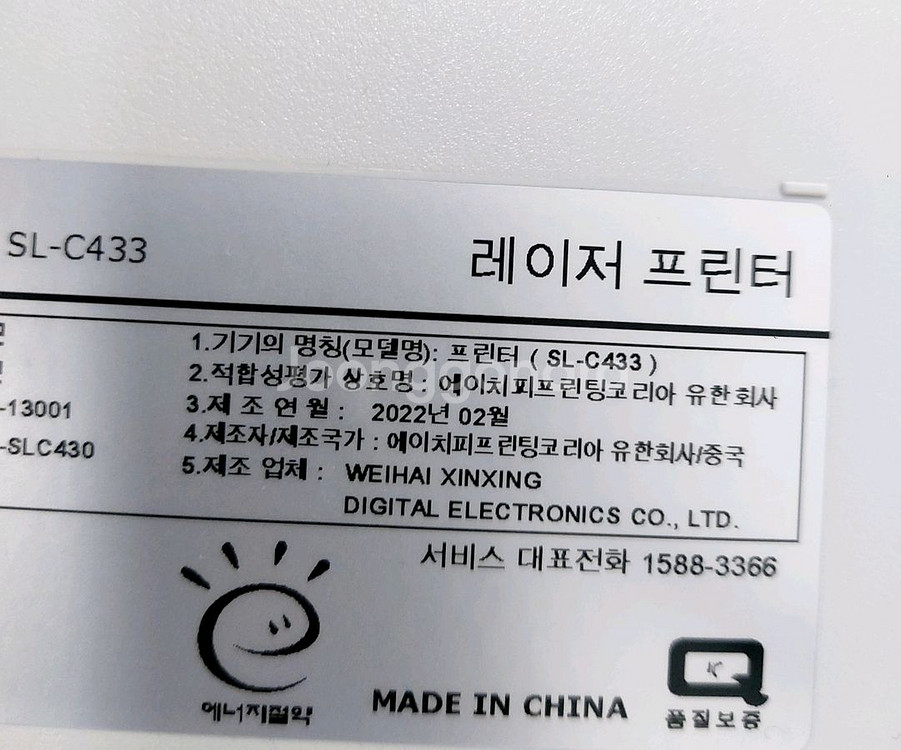 SL-C433
레이저 프린터
1.기기의 명칭(모델명): 프린터 ( SL-C433 )
2.적합성평가 상호명 : 에이치피프린팅코리아 유한회사
-13001
3.제 조 연 월 : 2022년 02월
-SLC430
4.제조자/제조국가 : 에이치피프린팅코리아 유한회사/중국
5.제조 업체 : WEIHAI XINXING
DIGITAL ELECTRONICS CO., LTD.
서비스 대표전화 1588-3366
에너지절약
MADE IN CHINA
품질보증